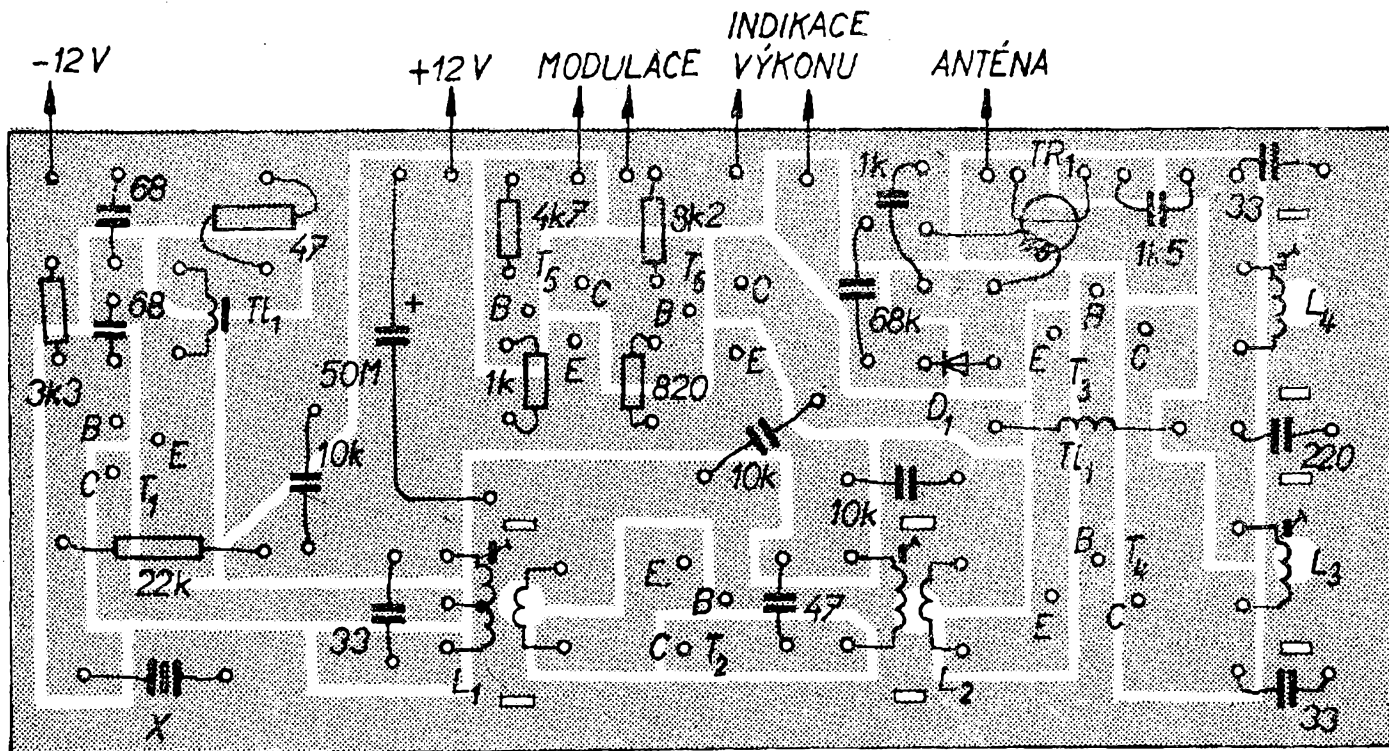 INDIKACE
-12 V +12 V MODULACE VÝKONU ANTÉNA
1k TR1
68 4k7 8k2 33
47 1k5
T5 T6
C C
68 TL1 B B 68k B L4
E E E C
3k3 50M + 1k 820 T3
D1
B E 10k 10k TL1 220
C T1 10k
B T4
22k E L3
B 47 E C
33 C T2
L1 L2
X 33